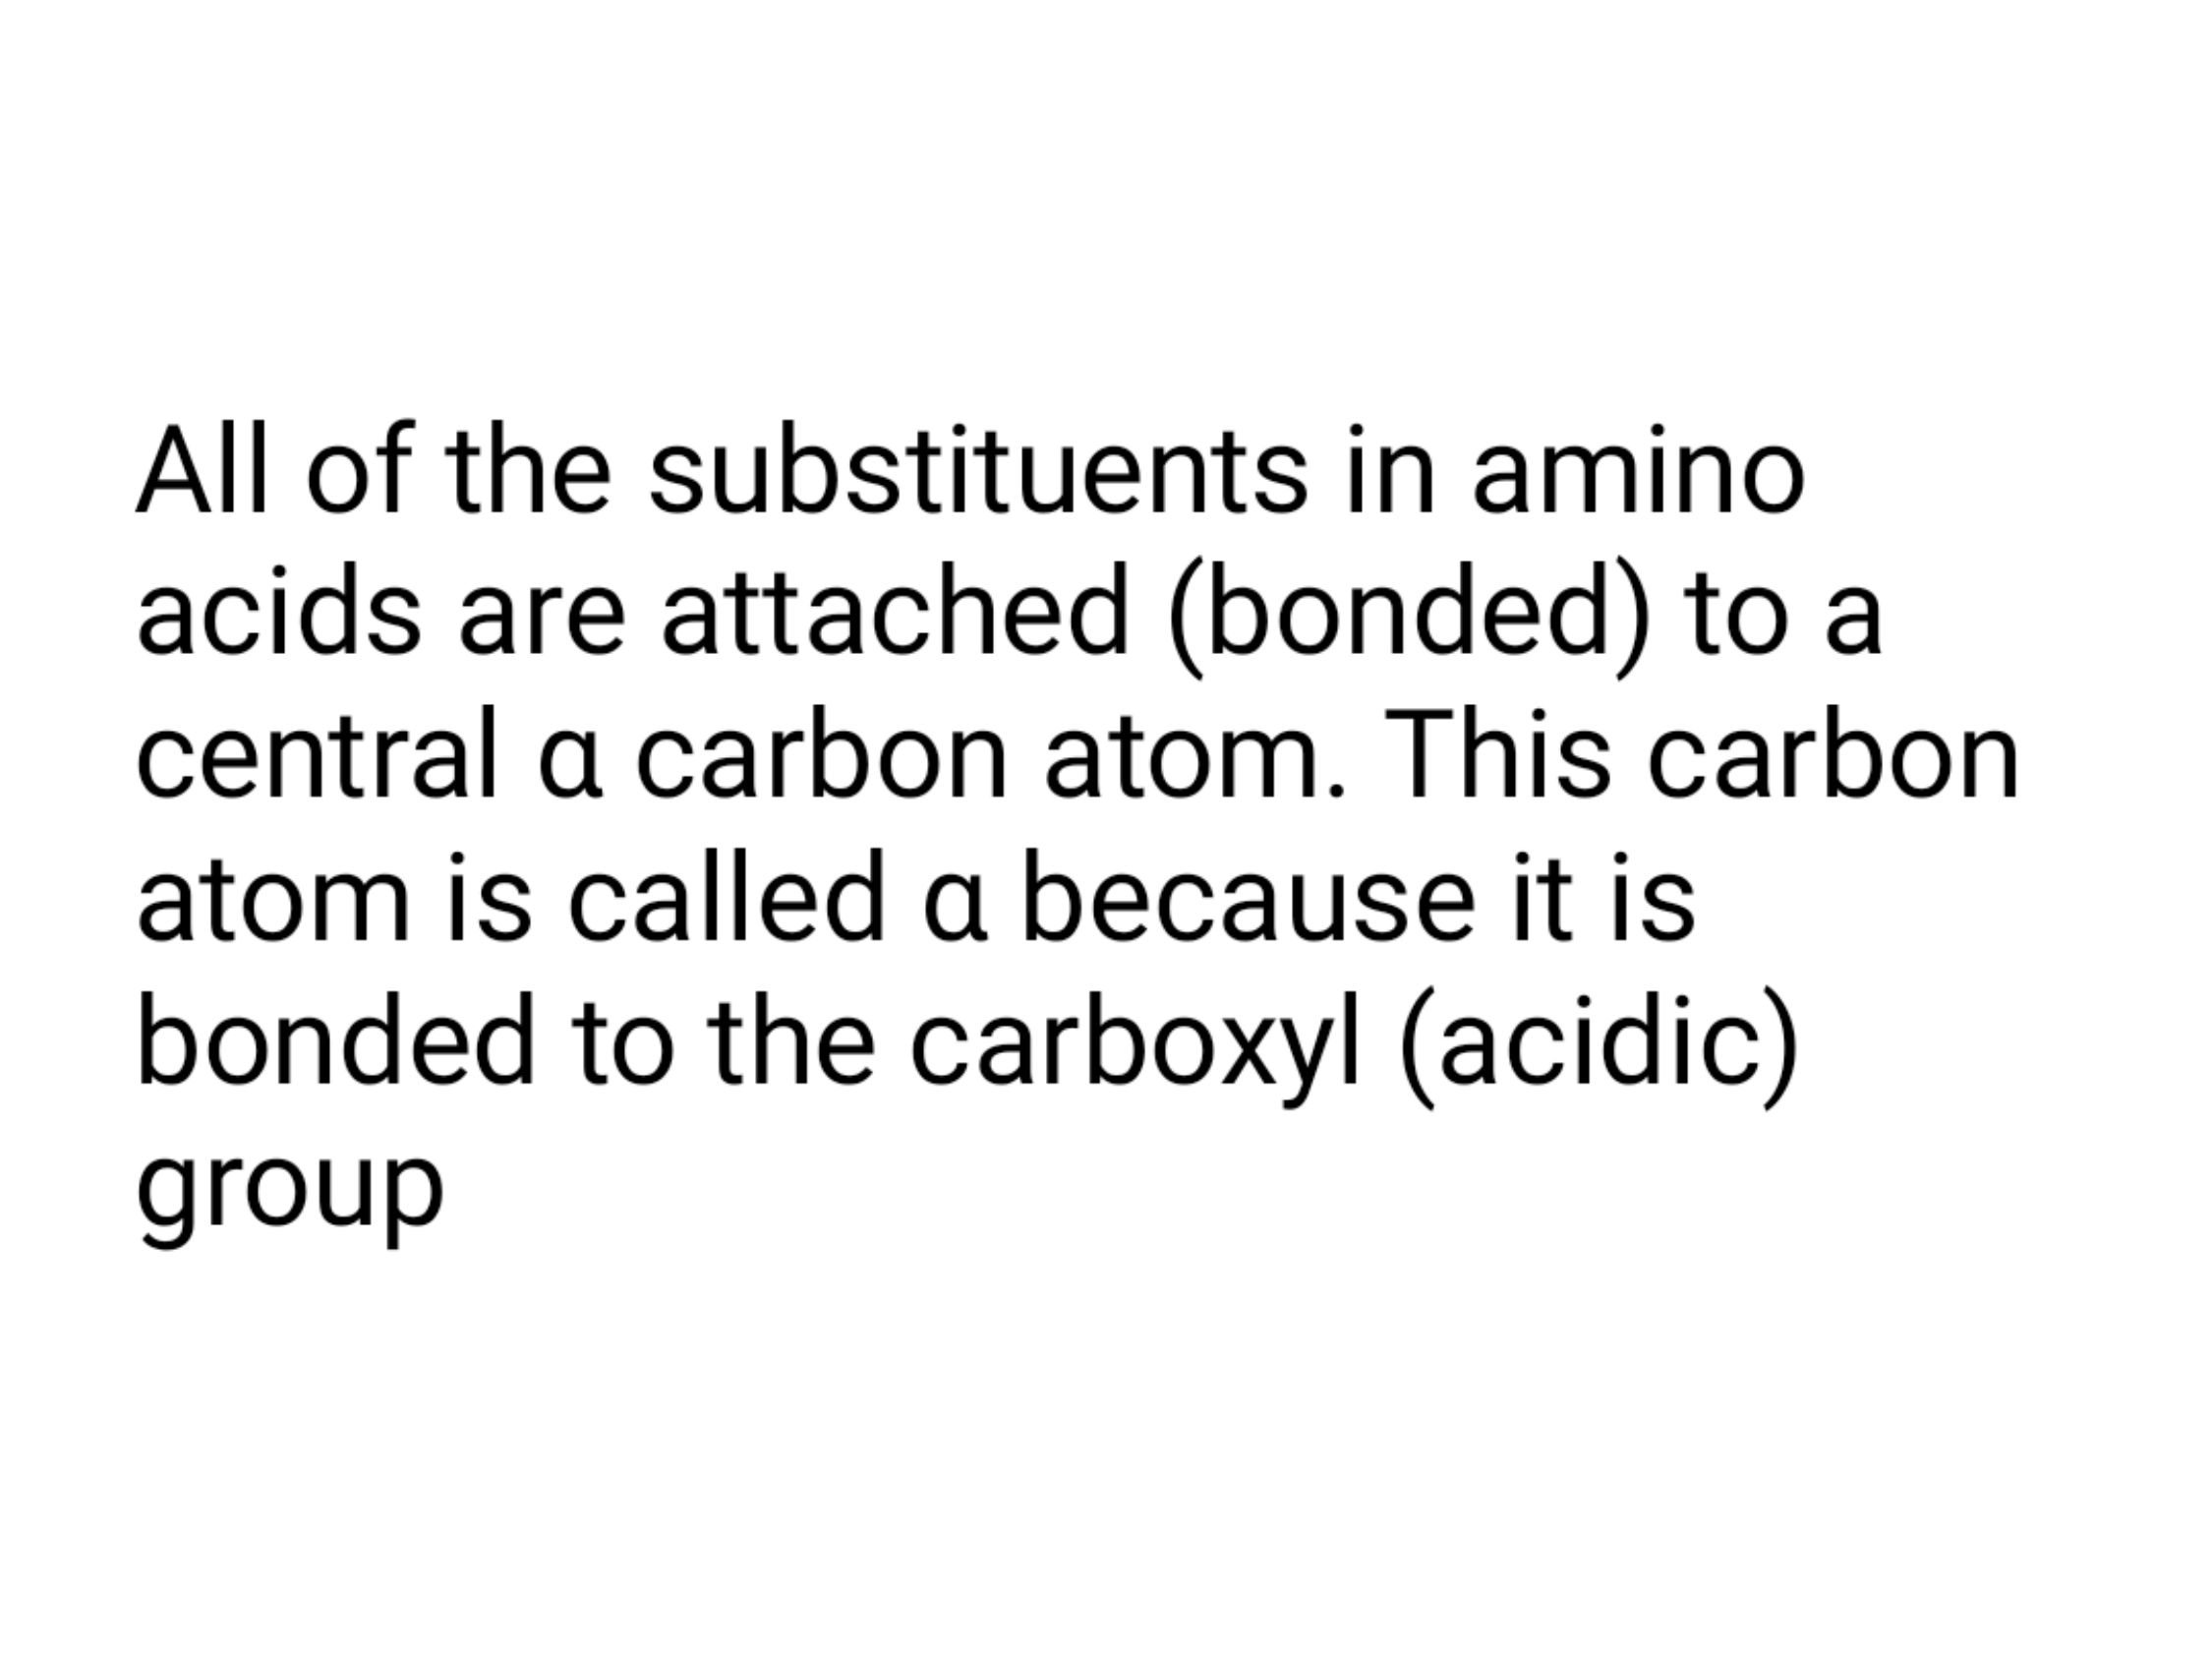 All of the substituents in amino
acids are attached (bonded) to a
central α carbon atom. This carbon
atom is called α because it is
bonded to the carboxyl (acidic)
group